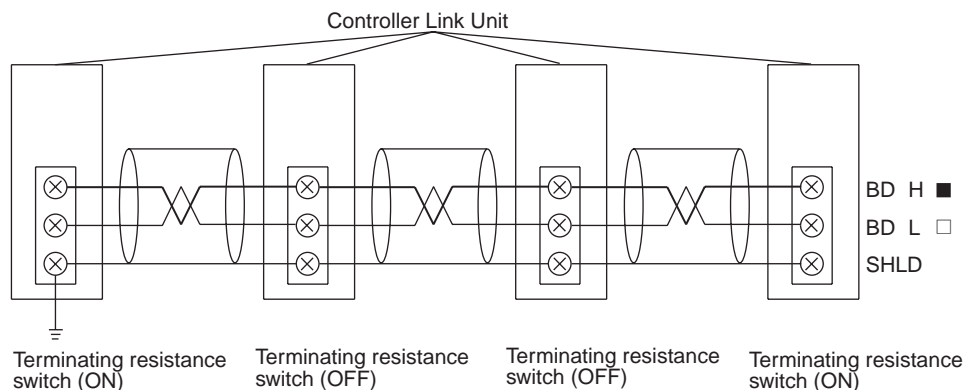 Controller Link Unit
BD H ■
BD L □
SHLD
Terminating resistance
switch (ON)
Terminating resistance
switch (OFF)
Terminating resistance
switch (OFF)
Terminating resistance
switch (ON)